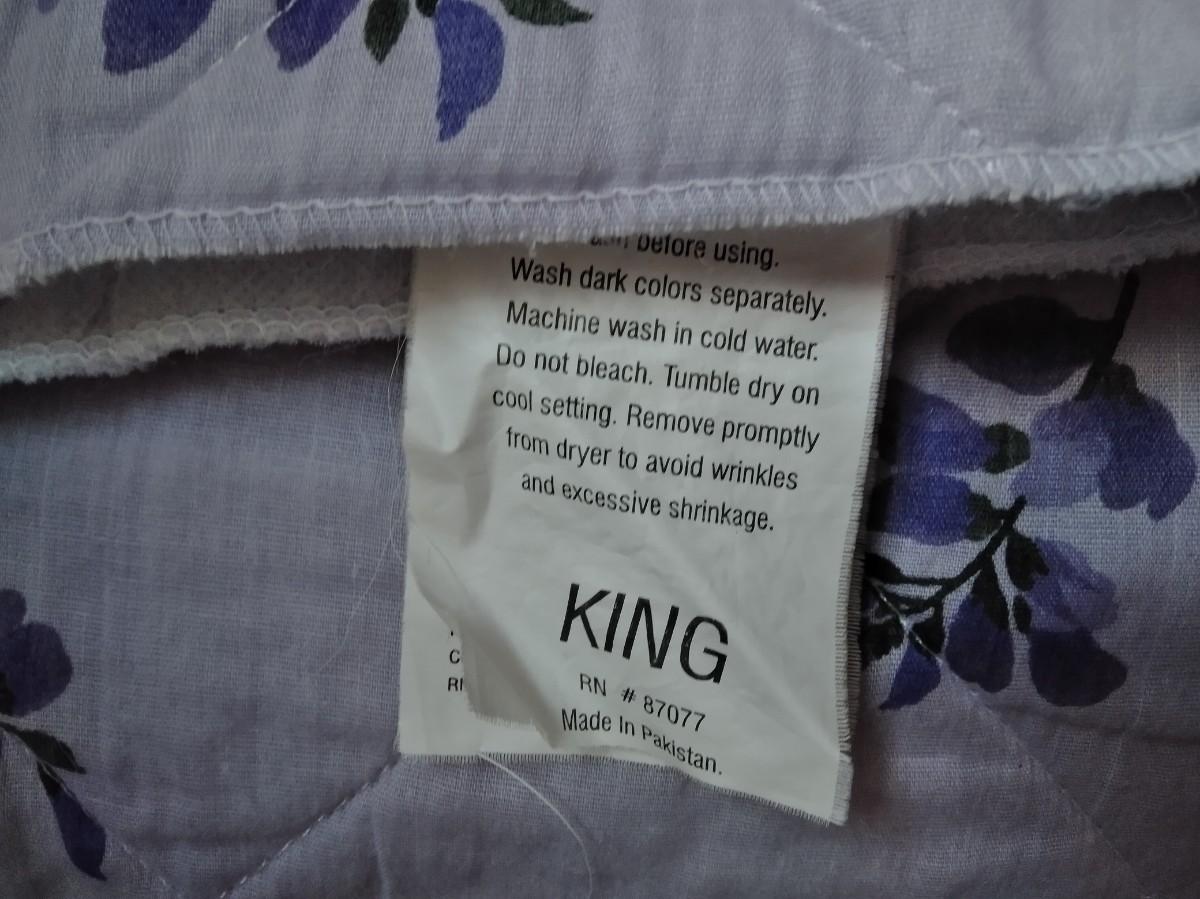 before using.
Wash dark colors separately.
Machine wash in cold water.
Do not bleach. Tumble dry on
cool setting. Remove promptly
from dryer to avoid wrinkles
and excessive shrinkage.
KING
RN # 87077
Made In Pakistan.